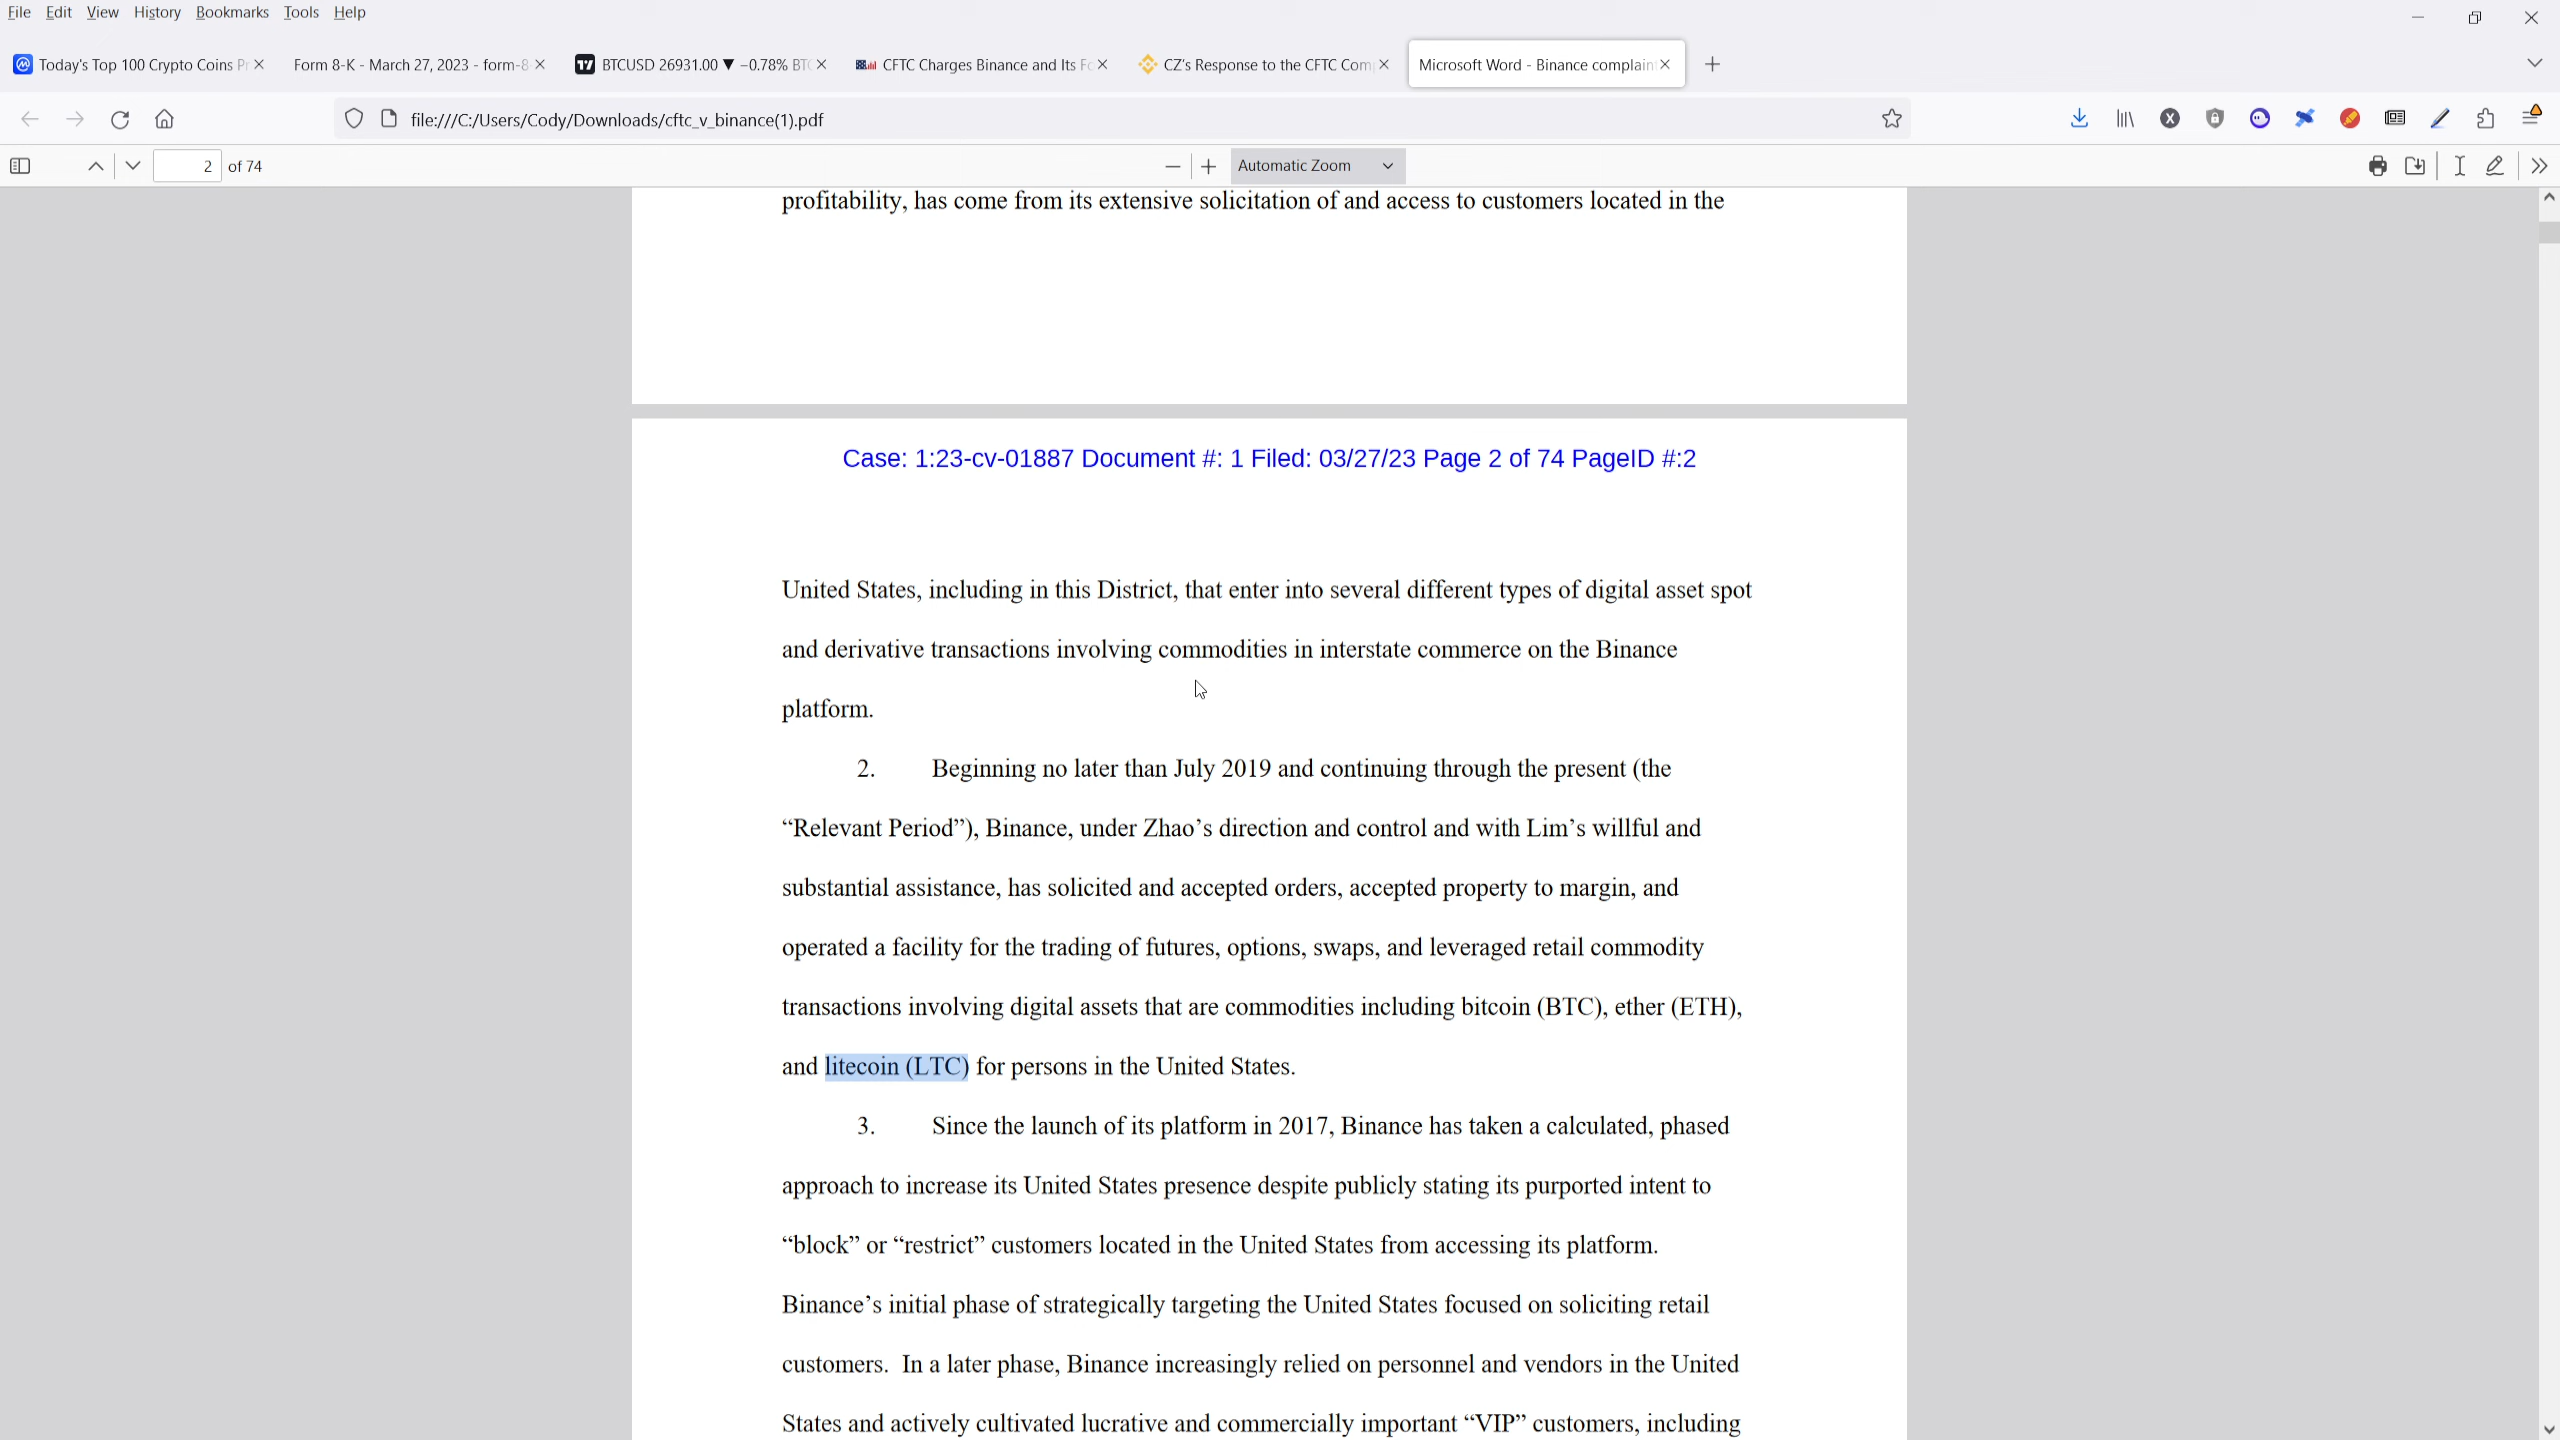 File Edit View History Bookmarks Tools Help
Today's Top 100 Crypto Coins Pr
Form 8-K - March 27, 2023 - form-8
BTCUSD 26931.00 ▼ −0.78% BTC
CFTC Charges Binance and Its Fo
CZ's Response to the CFTC Com
Microsoft Word - Binance complain
file:///C:/Users/Cody/Downloads/cftc_v_binance(1).pdf
2 of 74
Automatic Zoom
profitability, has come from its extensive solicitation of and access to customers located in the
Case: 1:23-cv-01887 Document #: 1 Filed: 03/27/23 Page 2 of 74 PageID #:2
United States, including in this District, that enter into several different types of digital asset spot
and derivative transactions involving commodities in interstate commerce on the Binance
platform.
2. Beginning no later than July 2019 and continuing through the present (the
“Relevant Period”), Binance, under Zhao’s direction and control and with Lim’s willful and
substantial assistance, has solicited and accepted orders, accepted property to margin, and
operated a facility for the trading of futures, options, swaps, and leveraged retail commodity
transactions involving digital assets that are commodities including bitcoin (BTC), ether (ETH),
and litecoin (LTC) for persons in the United States.
3. Since the launch of its platform in 2017, Binance has taken a calculated, phased
approach to increase its United States presence despite publicly stating its purported intent to
“block” or “restrict” customers located in the United States from accessing its platform.
Binance’s initial phase of strategically targeting the United States focused on soliciting retail
customers. In a later phase, Binance increasingly relied on personnel and vendors in the United
States and actively cultivated lucrative and commercially important “VIP” customers, including